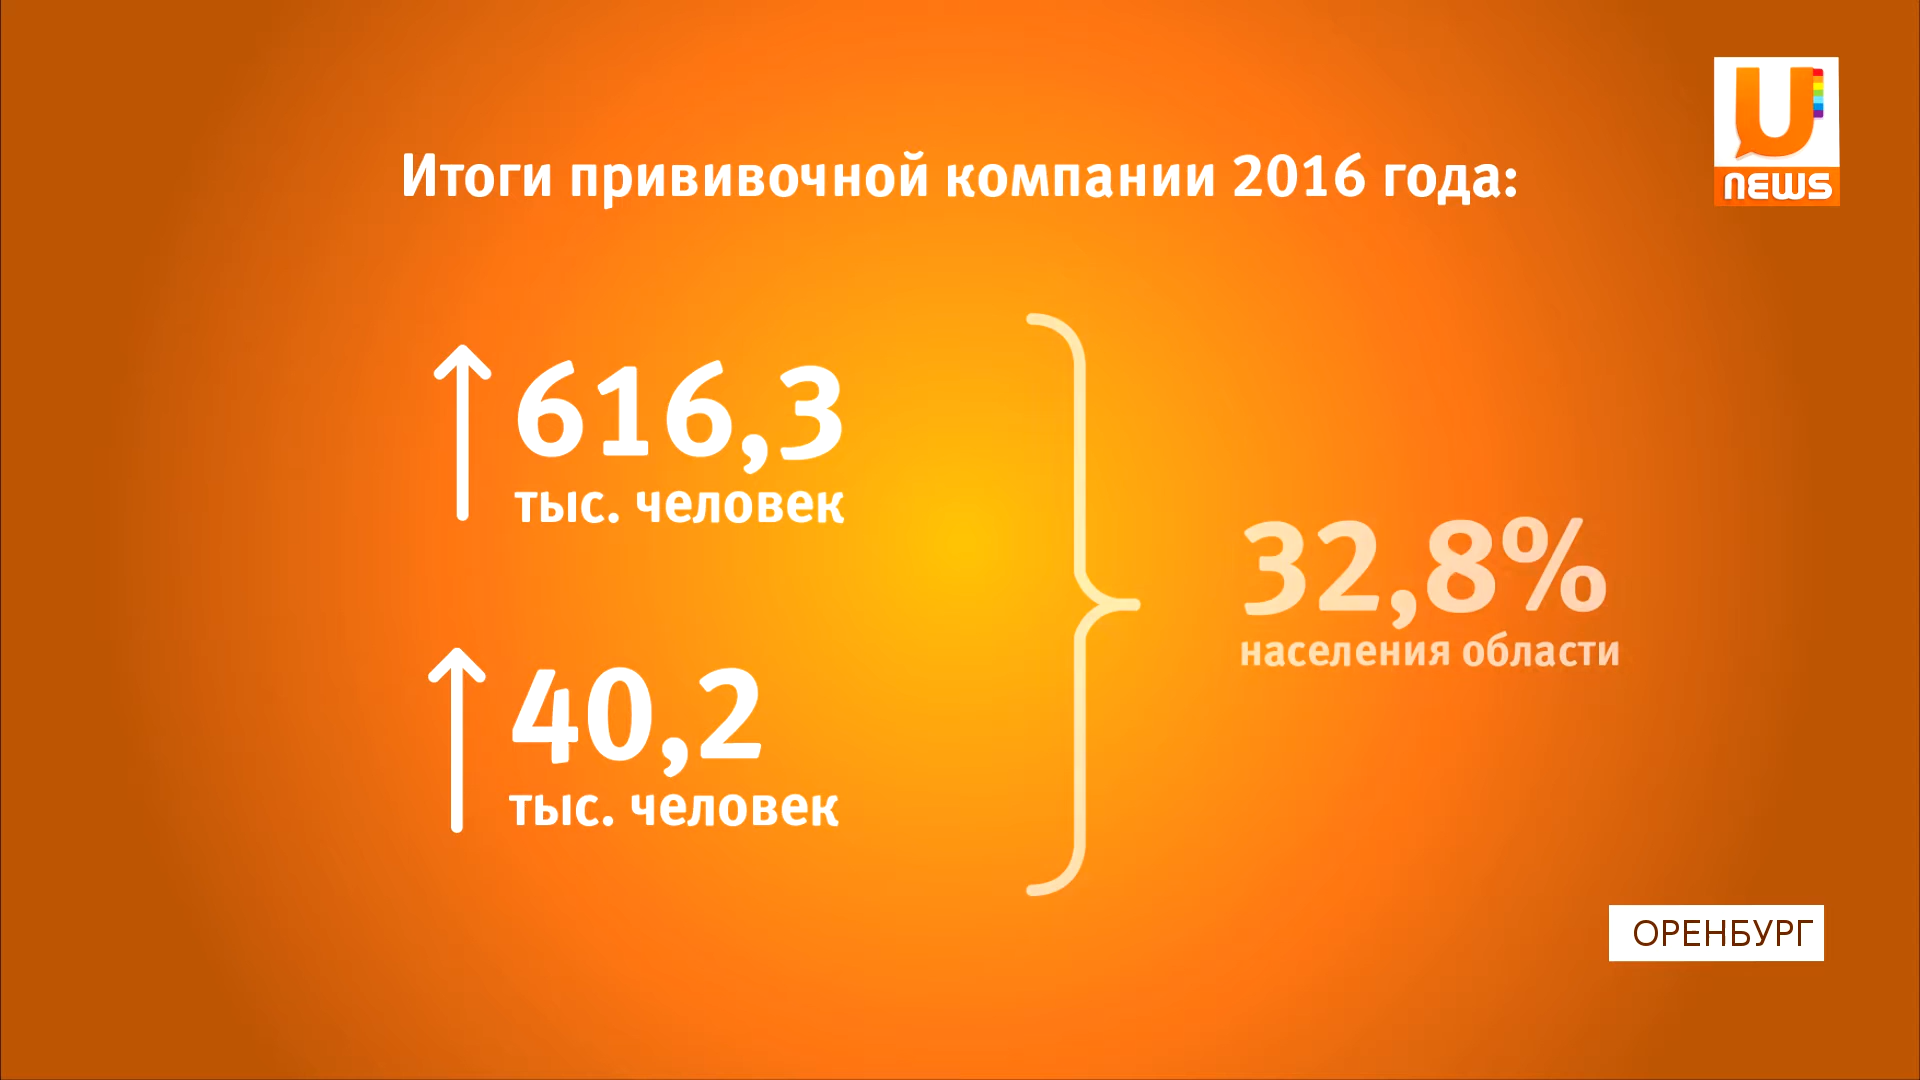 U
NEWS
Итоги прививочной компании 2016 года:
616,3
тыс. человек
40,2
тыс. человек
32,8%
населения области
ОРЕНБУРГ